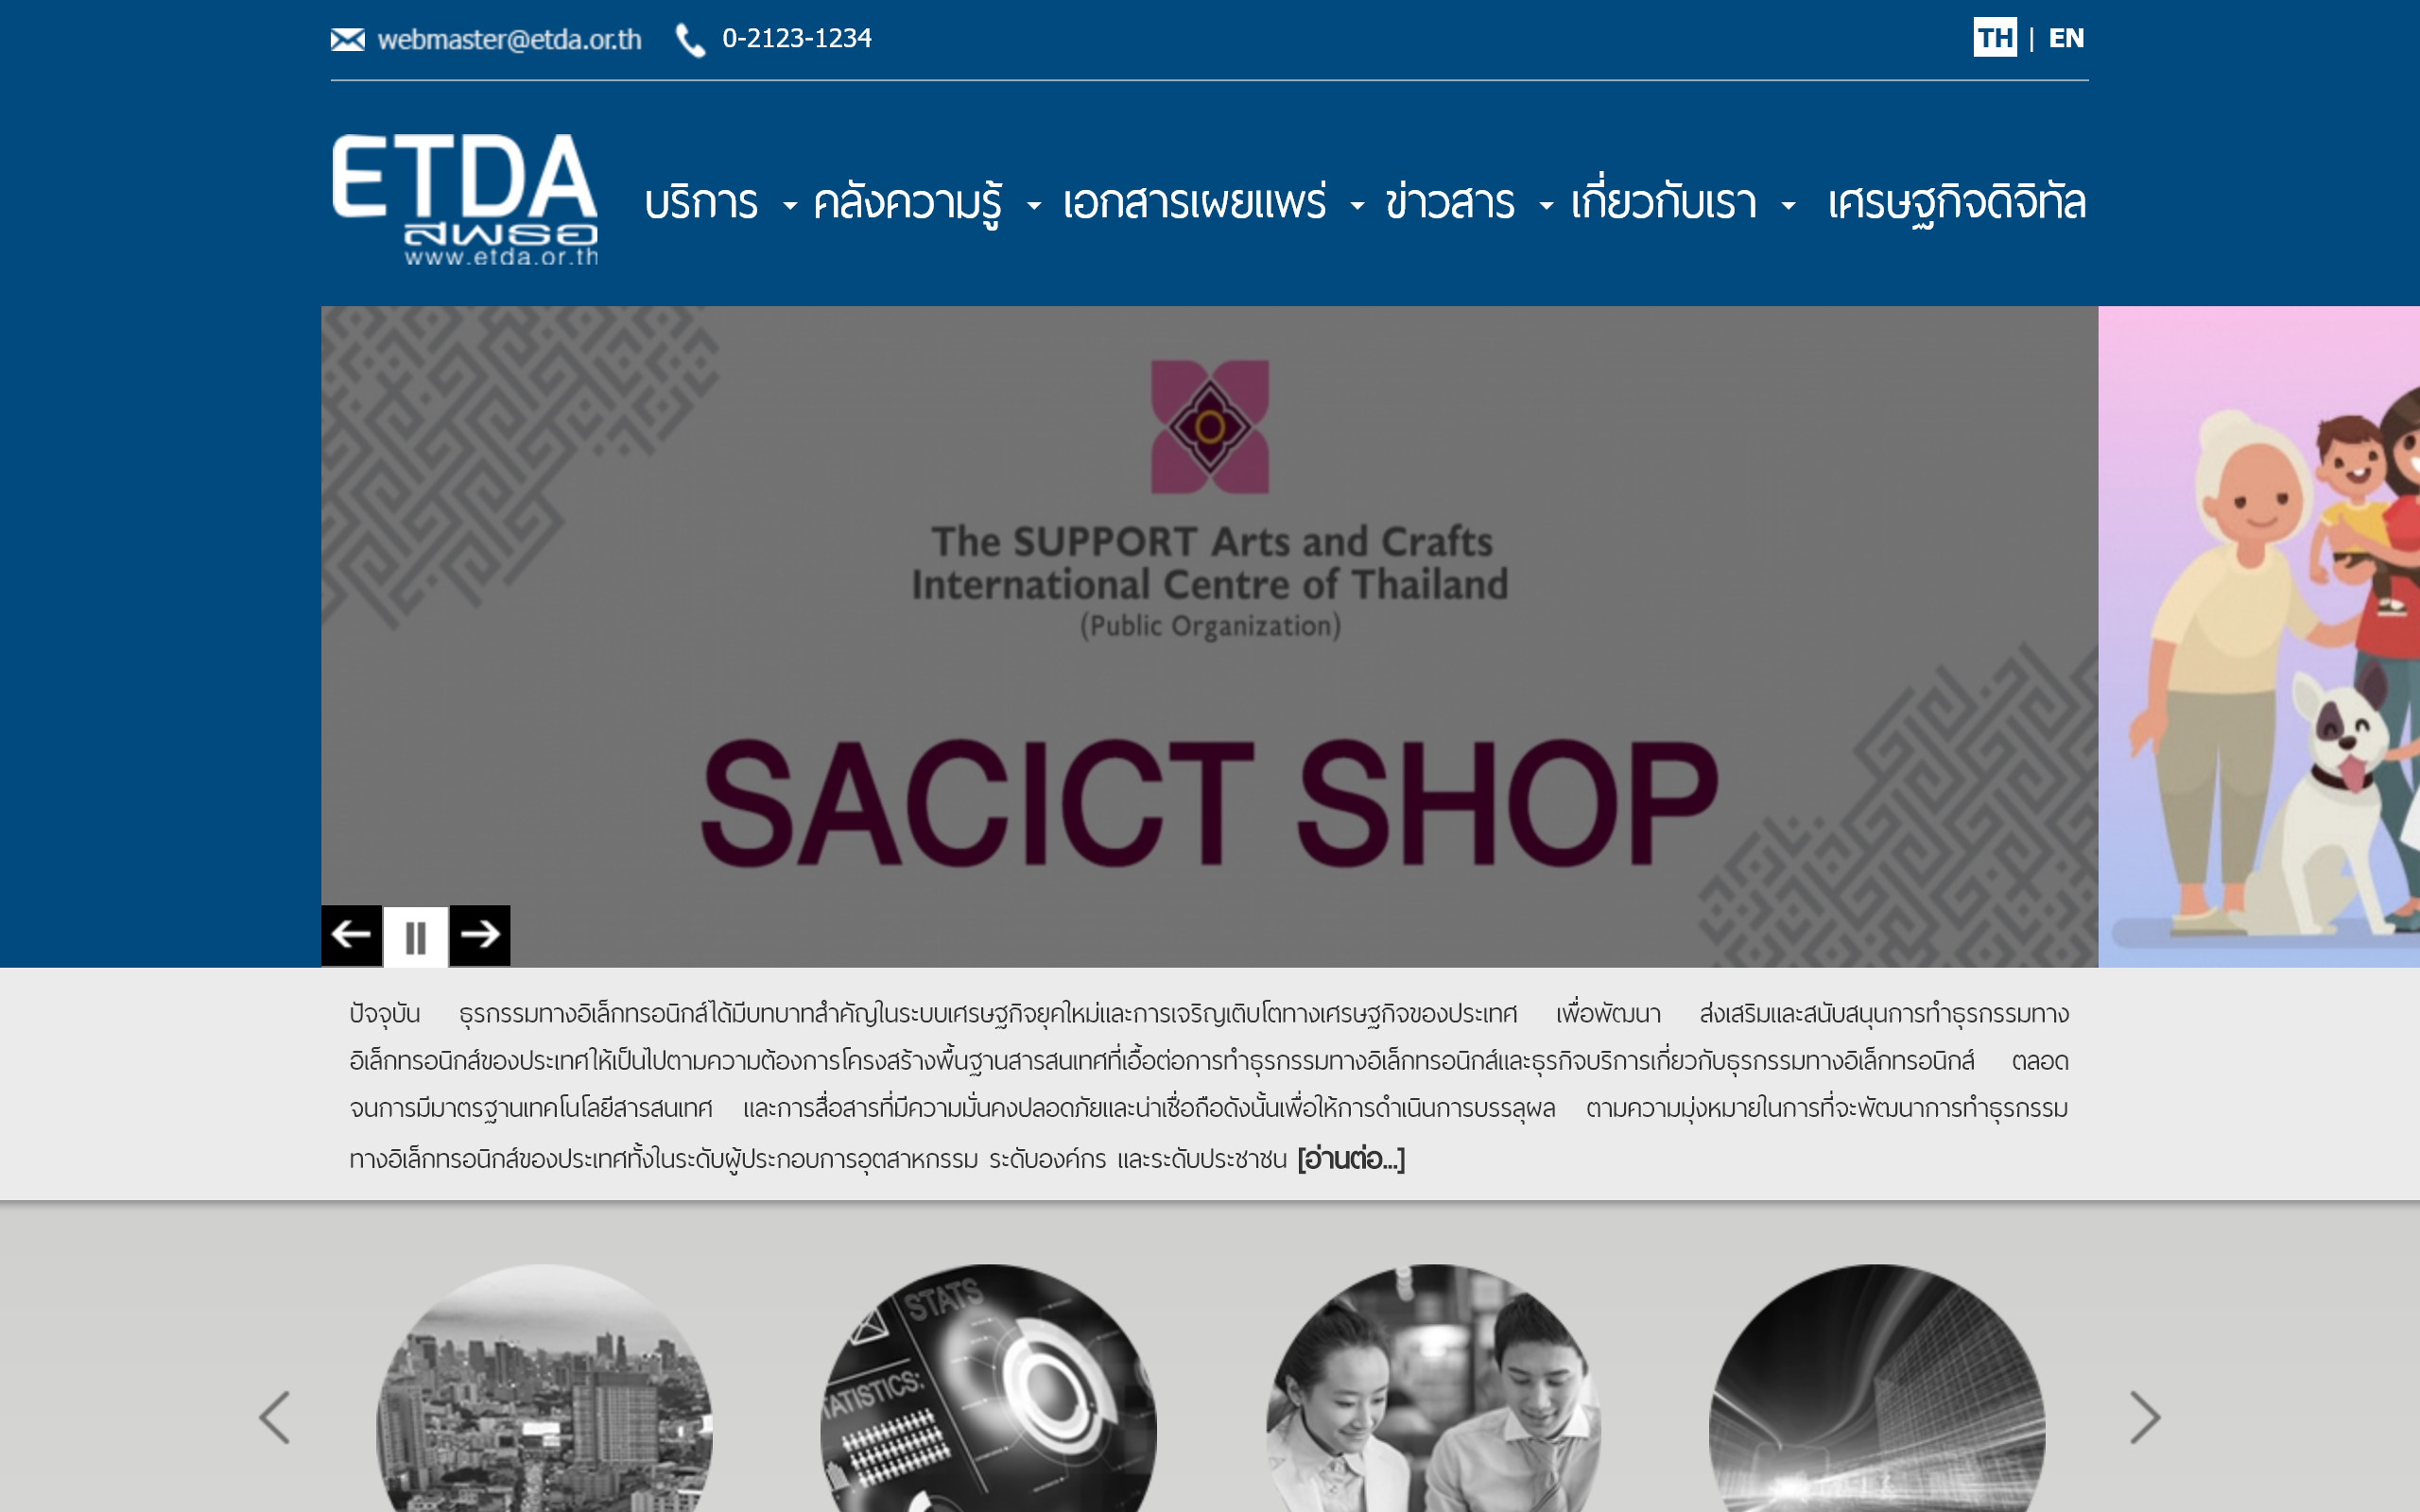 webmaster@etda.or.th 0-2123-1234 TH | EN
ETDA
สพธอ
www.etda.or.th
บริการ คลังความรู้ เอกสารเผยแพร่ ข่าวสาร เกี่ยวกับเรา เศรษฐกิจดิจิทัล
The SUPPORT Arts and Crafts
International Centre of Thailand
(Public Organization)
SACICT SHOP
ปัจจุบัน ธุรกรรมทางอิเล็กทรอนิกส์ได้มีบทบาทสำคัญในระบบเศรษฐกิจยุคใหม่และการเจริญเติบโตทางเศรษฐกิจของประเทศ เพื่อพัฒนา ส่งเสริมและสนับสนุนการทำธุรกรรมทาง
อิเล็กทรอนิกส์ของประเทศให้เป็นไปตามความต้องการโครงสร้างพื้นฐานสารสนเทศที่เอื้อต่อการทำธุรกรรมทางอิเล็กทรอนิกส์และธุรกิจบริการเกี่ยวกับธุรกรรมทางอิเล็กทรอนิกส์ ตลอด
จนการมีมาตรฐานเทคโนโลยีสารสนเทศ และการสื่อสารที่มีความมั่นคงปลอดภัยและน่าเชื่อถือดังนั้นเพื่อให้การดำเนินการบรรลุผล ตามความมุ่งหมายในการที่จะพัฒนาการทำธุรกรรม
ทางอิเล็กทรอนิกส์ของประเทศทั้งในระดับผู้ประกอบการอุตสาหกรรม ระดับองค์กร และระดับประชาชน [อ่านต่อ...]
STATS
TATISTICS: